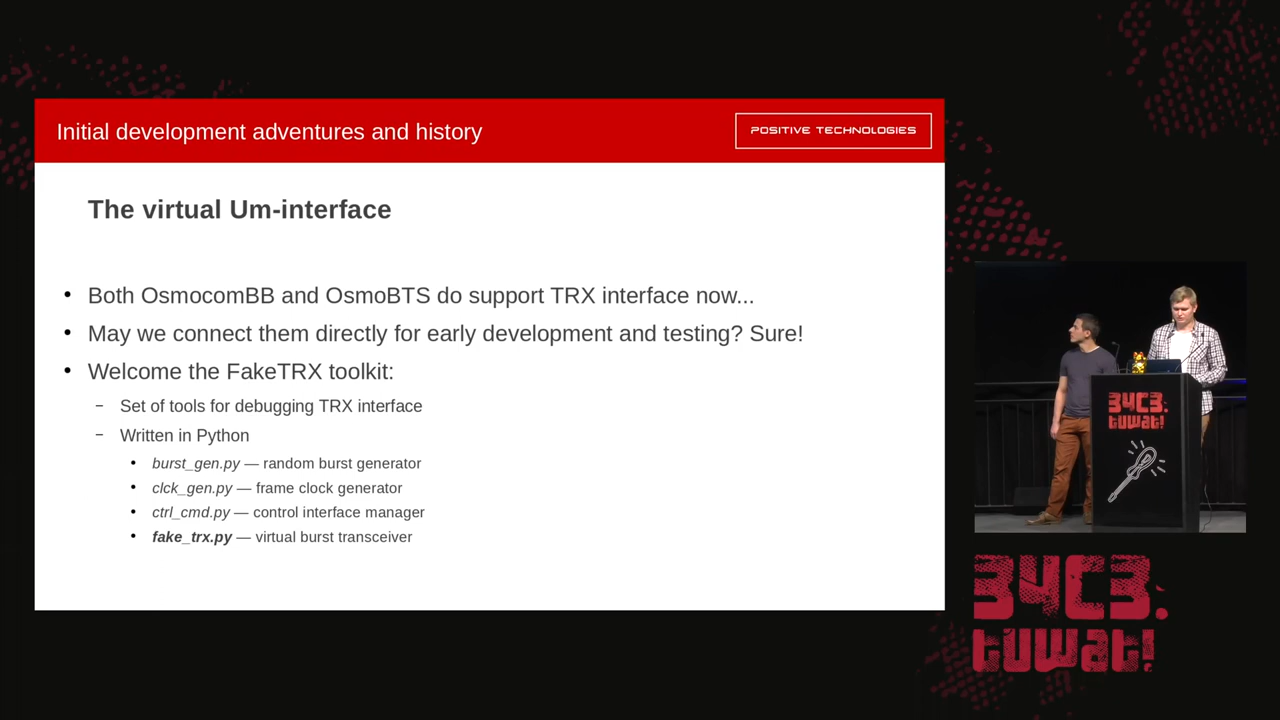 Initial development adventures and history
POSITIVE TECHNOLOGIES
The virtual Um-interface
• Both OsmocomBB and OsmoBTS do support TRX interface now...
• May we connect them directly for early development and testing? Sure!
• Welcome the FakeTRX toolkit:
– Set of tools for debugging TRX interface
– Written in Python
• burst_gen.py — random burst generator
• clck_gen.py — frame clock generator
• ctrl_cmd.py — control interface manager
• fake_trx.py — virtual burst transceiver
34C3.
tuwat!
34C3.
tuwat!